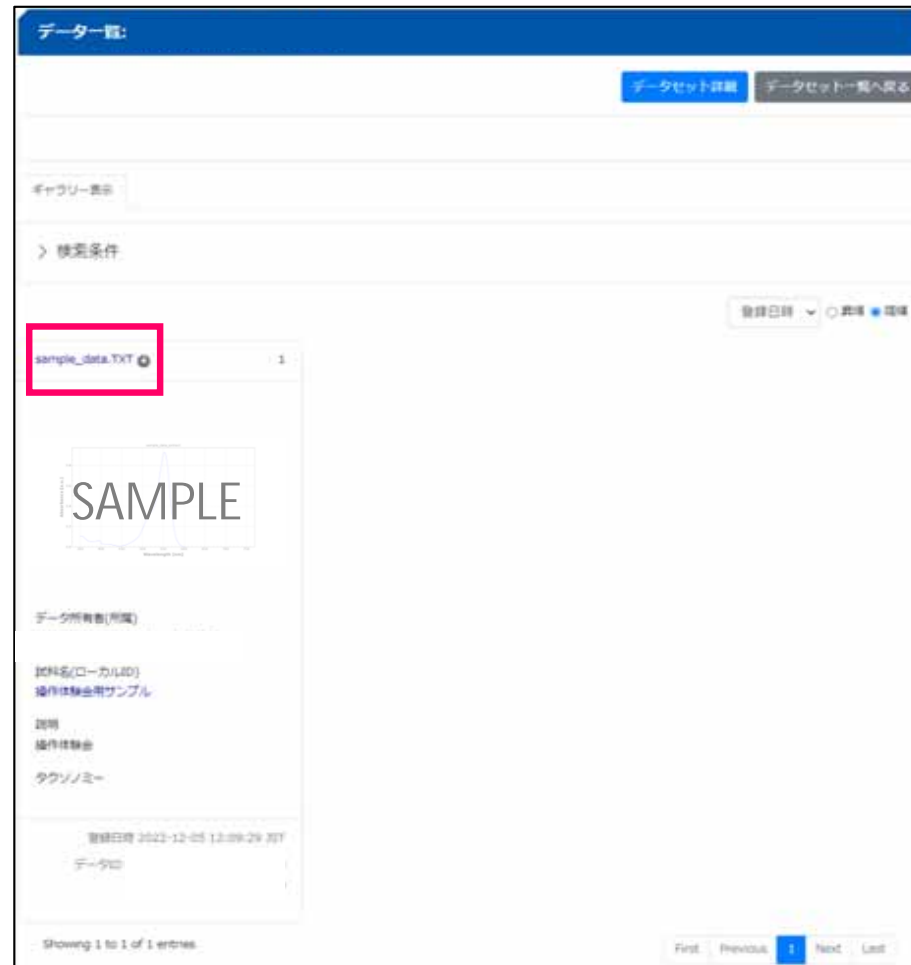 データ一覧:
データセット詳細 データセット一覧へ戻る
ギャラリー表示
> 検索条件
登録日時 昇順 降順
sample_data.TXT 1
SAMPLE
データ所有者(所属)
試料名(ローカルID)
操作体験会用サンプル
説明
操作体験会
タクソノミー
登録日時 2022-12-05 12:09:29 JST
データID
Showing 1 to 1 of 1 entries
First Previous 1 Next Last